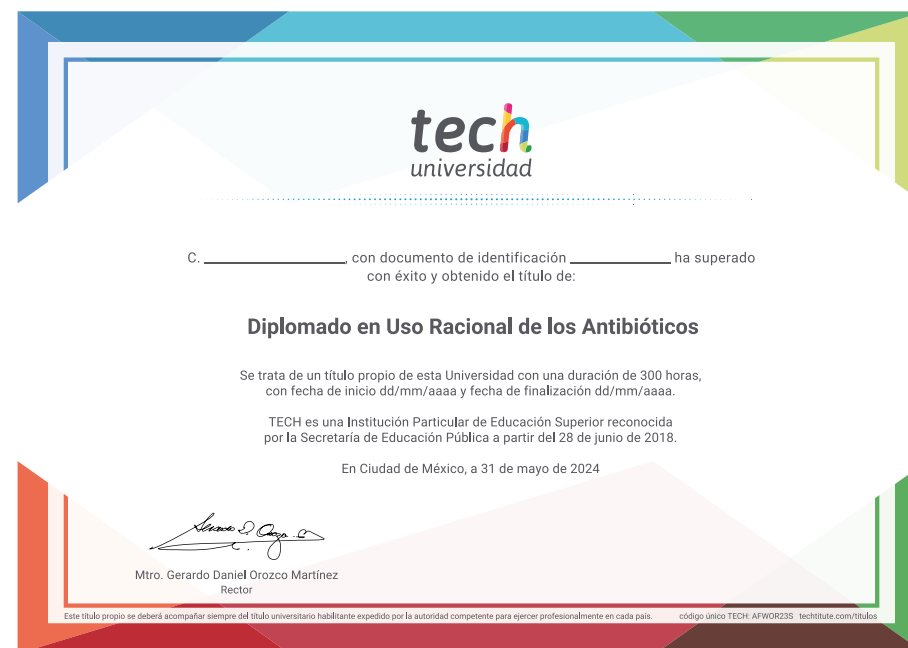 tech
universidad
C. ____________, con documento de identificación ____________ ha superado
con éxito y obtenido el título de:
Diplomado en Uso Racional de los Antibióticos
Se trata de un título propio de esta Universidad con una duración de 300 horas,
con fecha de inicio dd/mm/aaaa y fecha de finalización dd/mm/aaaa.
TECH es una Institución Particular de Educación Superior reconocida
por la Secretaría de Educación Pública a partir del 28 de junio de 2018.
En Ciudad de México, a 31 de mayo de 2024
Mtro. Gerardo Daniel Orozco Martínez
Rector
Este título propio se deberá acompañar siempre del título universitario habilitante expedido por la autoridad competente para ejercer profesionalmente en cada país. código único TECH: AFWOR23S techtitute.com/titulos